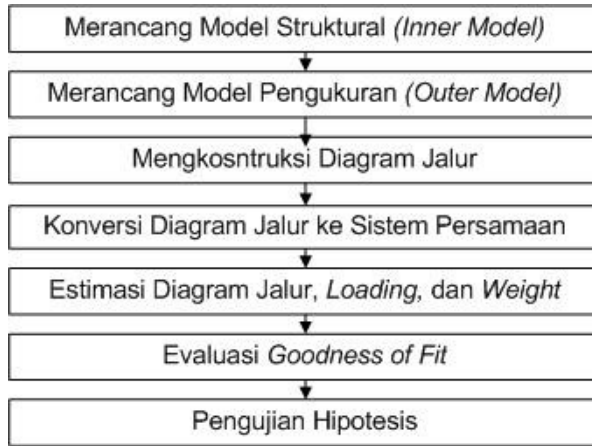 Merancang Model Struktural (Inner Model)
Merancang Model Pengukuran (Outer Model)
Mengkosntruksi Diagram Jalur
Konversi Diagram Jalur ke Sistem Persamaan
Estimasi Diagram Jalur, Loading, dan Weight
Evaluasi Goodness of Fit
Pengujian Hipotesis